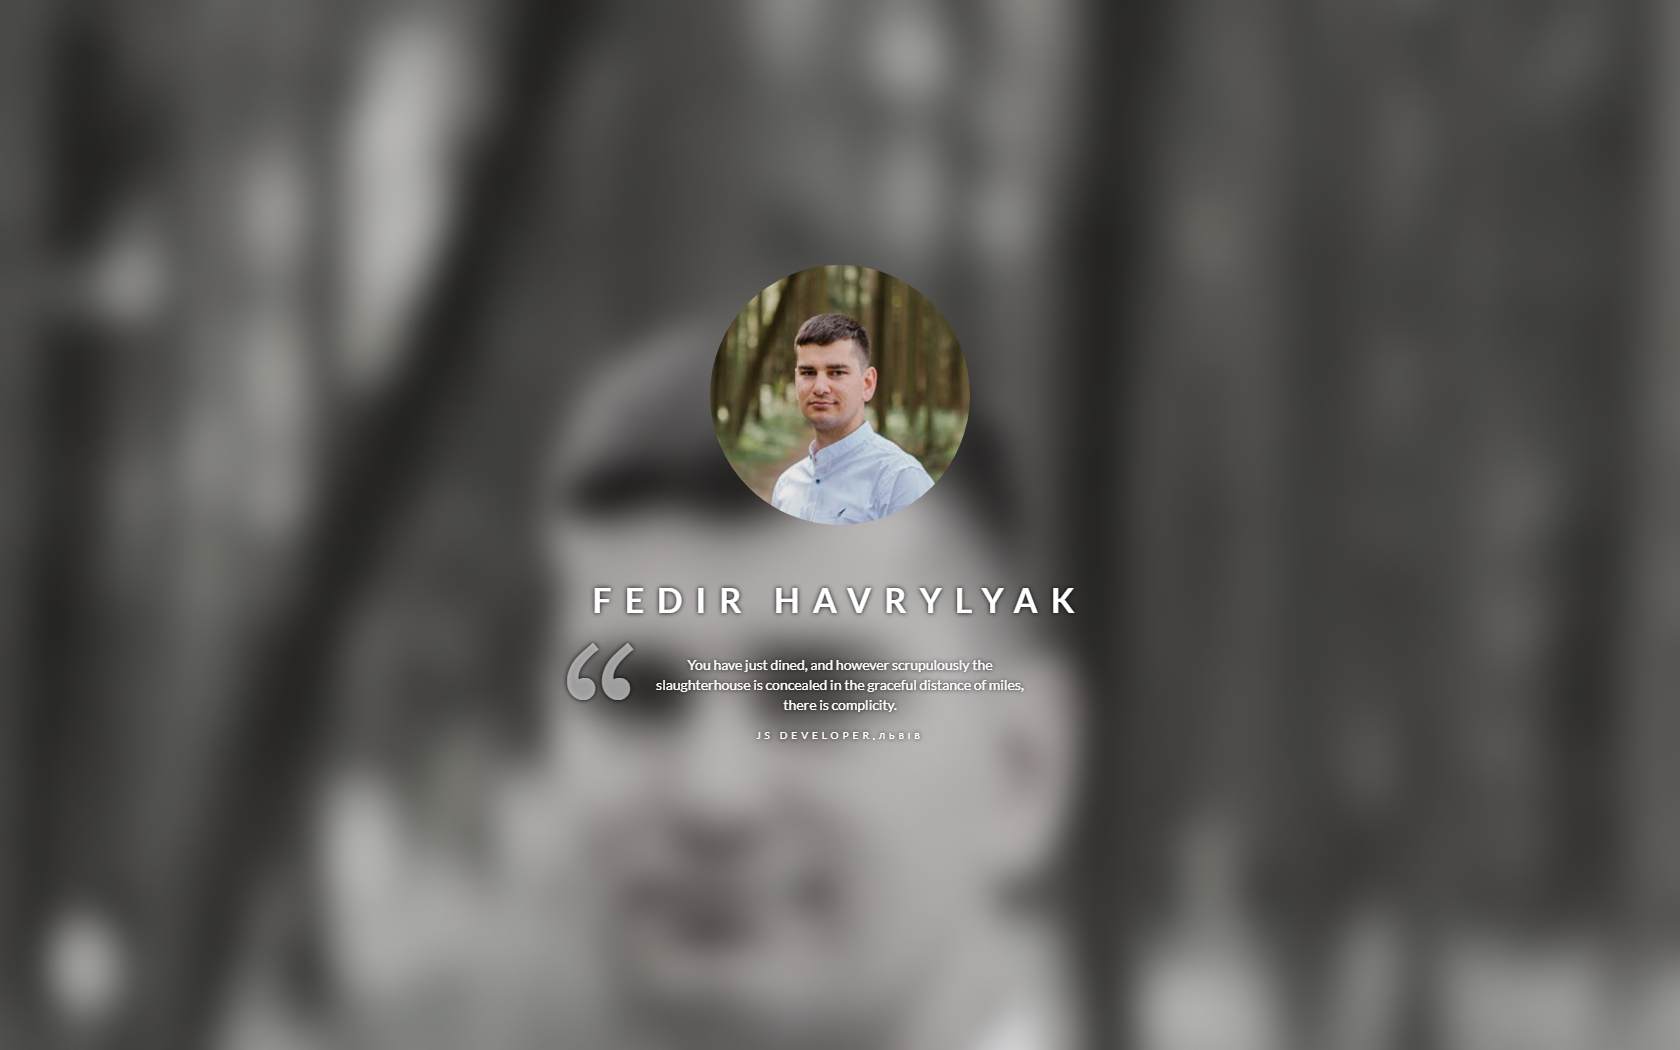 FEDIR HAVRYLYAK
“
You have just dined, and however scrupulously the
slaughterhouse is concealed in the graceful distance of miles,
there is complicity.
JS DEVELOPER,ЛЬВІВ